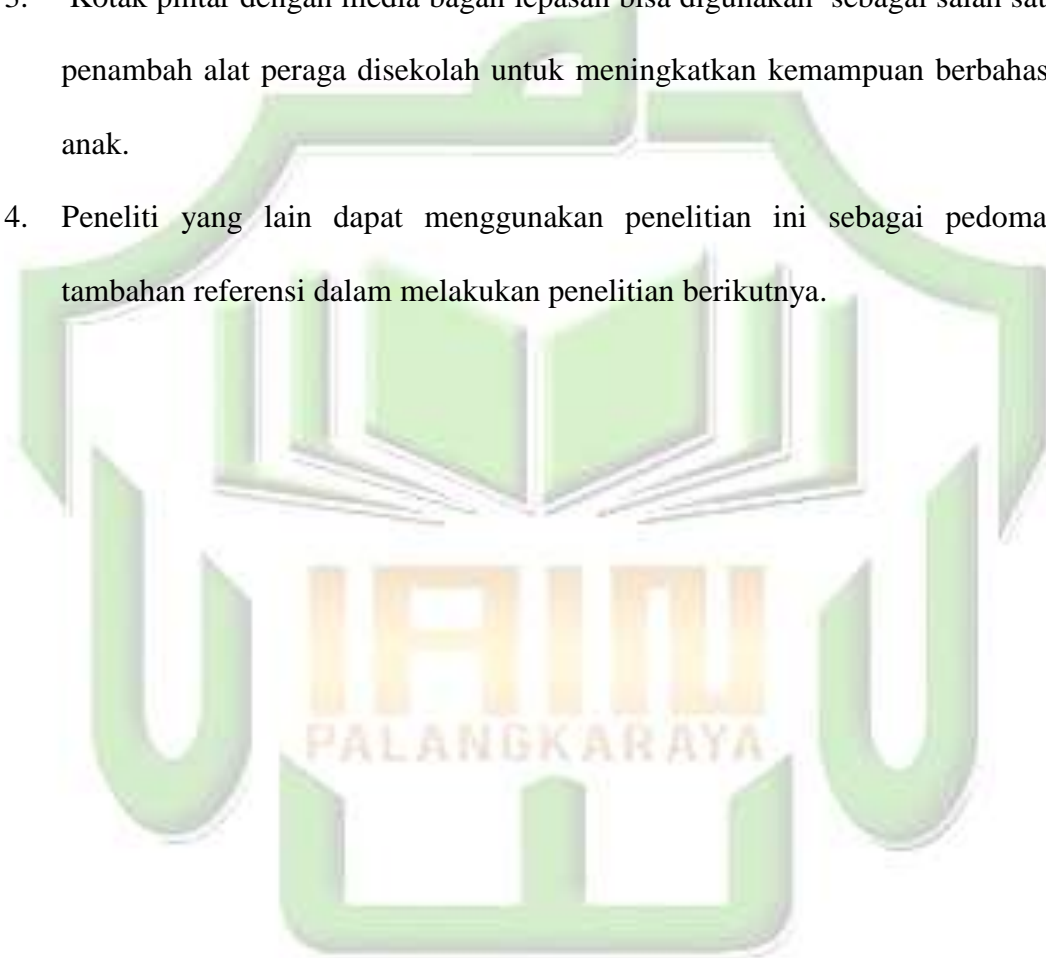 3. Kotak pintar dengan media bagan lepasan bisa digunakan sebagai salah sat
penambah alat peraga disekolah untuk meningkatkan kemampuan berbahas
anak.
4. Peneliti yang lain dapat menggunakan penelitian ini sebagai pedoma
tambahan referensi dalam melakukan penelitian berikutnya.
IAIN
PALANGKARAYA